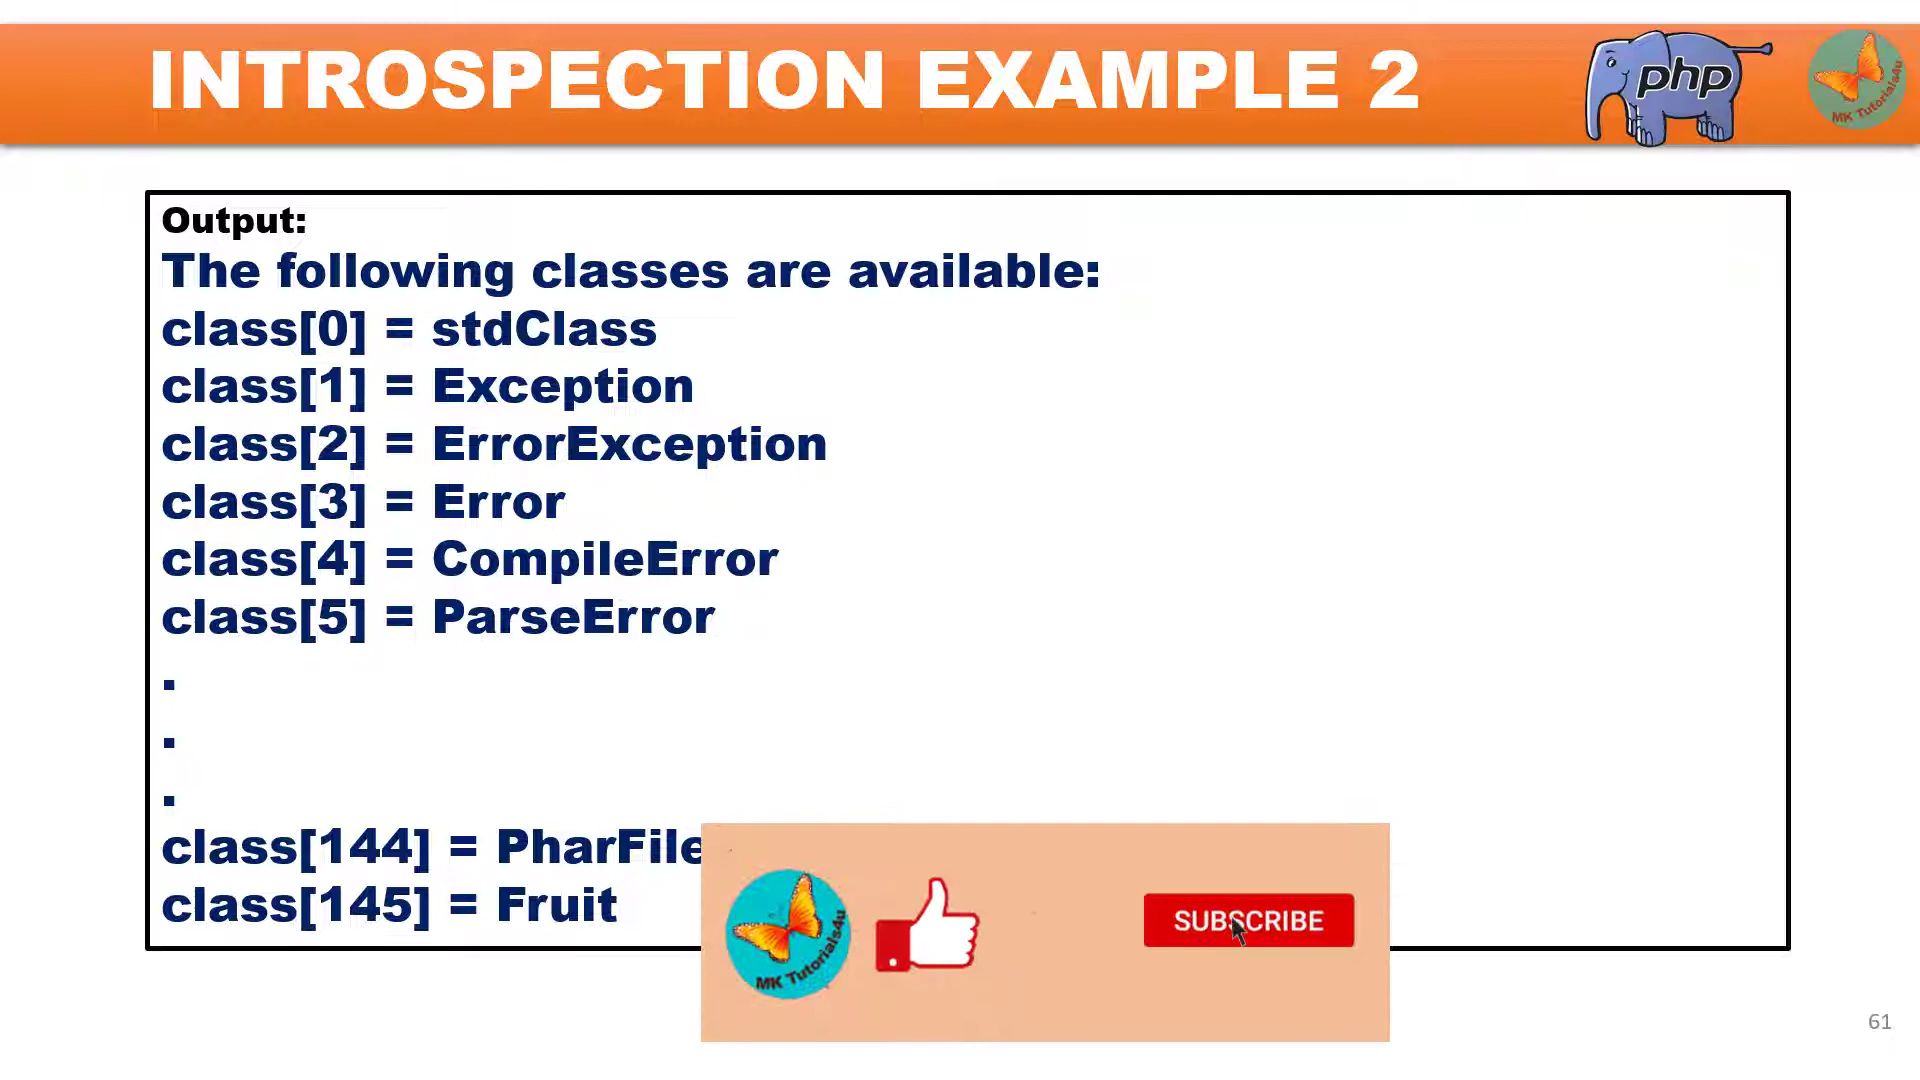 INTROSPECTION EXAMPLE 2
php
MK Tutorials4u
Output:
The following classes are available:
class[0] = stdClass
class[1] = Exception
class[2] = ErrorException
class[3] = Error
class[4] = CompileError
class[5] = ParseError
.
.
.
class[144] = PharFile
class[145] = Fruit
MK Tutorials4u
SUBSCRIBE
61